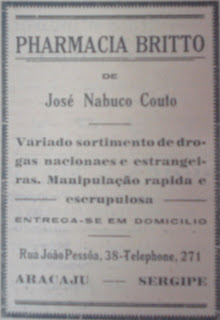 PHARMACIA BRITTO
DE
José Nabuco Couto
Variado sortimento de dro-
gas nacionaes e estrangei-
ras. Manipulação rapida e
escrupulosa
ENTREGA-SE EM DOMICILIO
Rua João Pessôa, 38-Telephone, 271
ARACAJU — SERGIPE